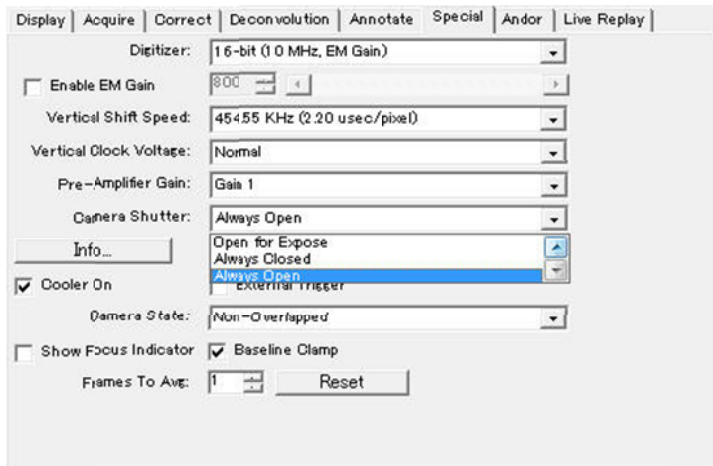 Display Acquire Correct Deconvolution Annotate Special Andor Live Replay
Digitizer: 16-bit (10 MHz, EM Gain)
Enable EM Gain 800
Vertical Shift Speed: 454.55 KHz (2.20 usec/pixel)
Vertical Clock Voltage: Normal
Pre-Amplifier Gain: Gain 1
Camera Shutter: Always Open
Info... Open for Expose
Always Closed
Always Open
Cooler On External Trigger
Camera State: Non-Overlapped
Show Focus Indicator Baseline Clamp
Frames To Avg: 1 Reset